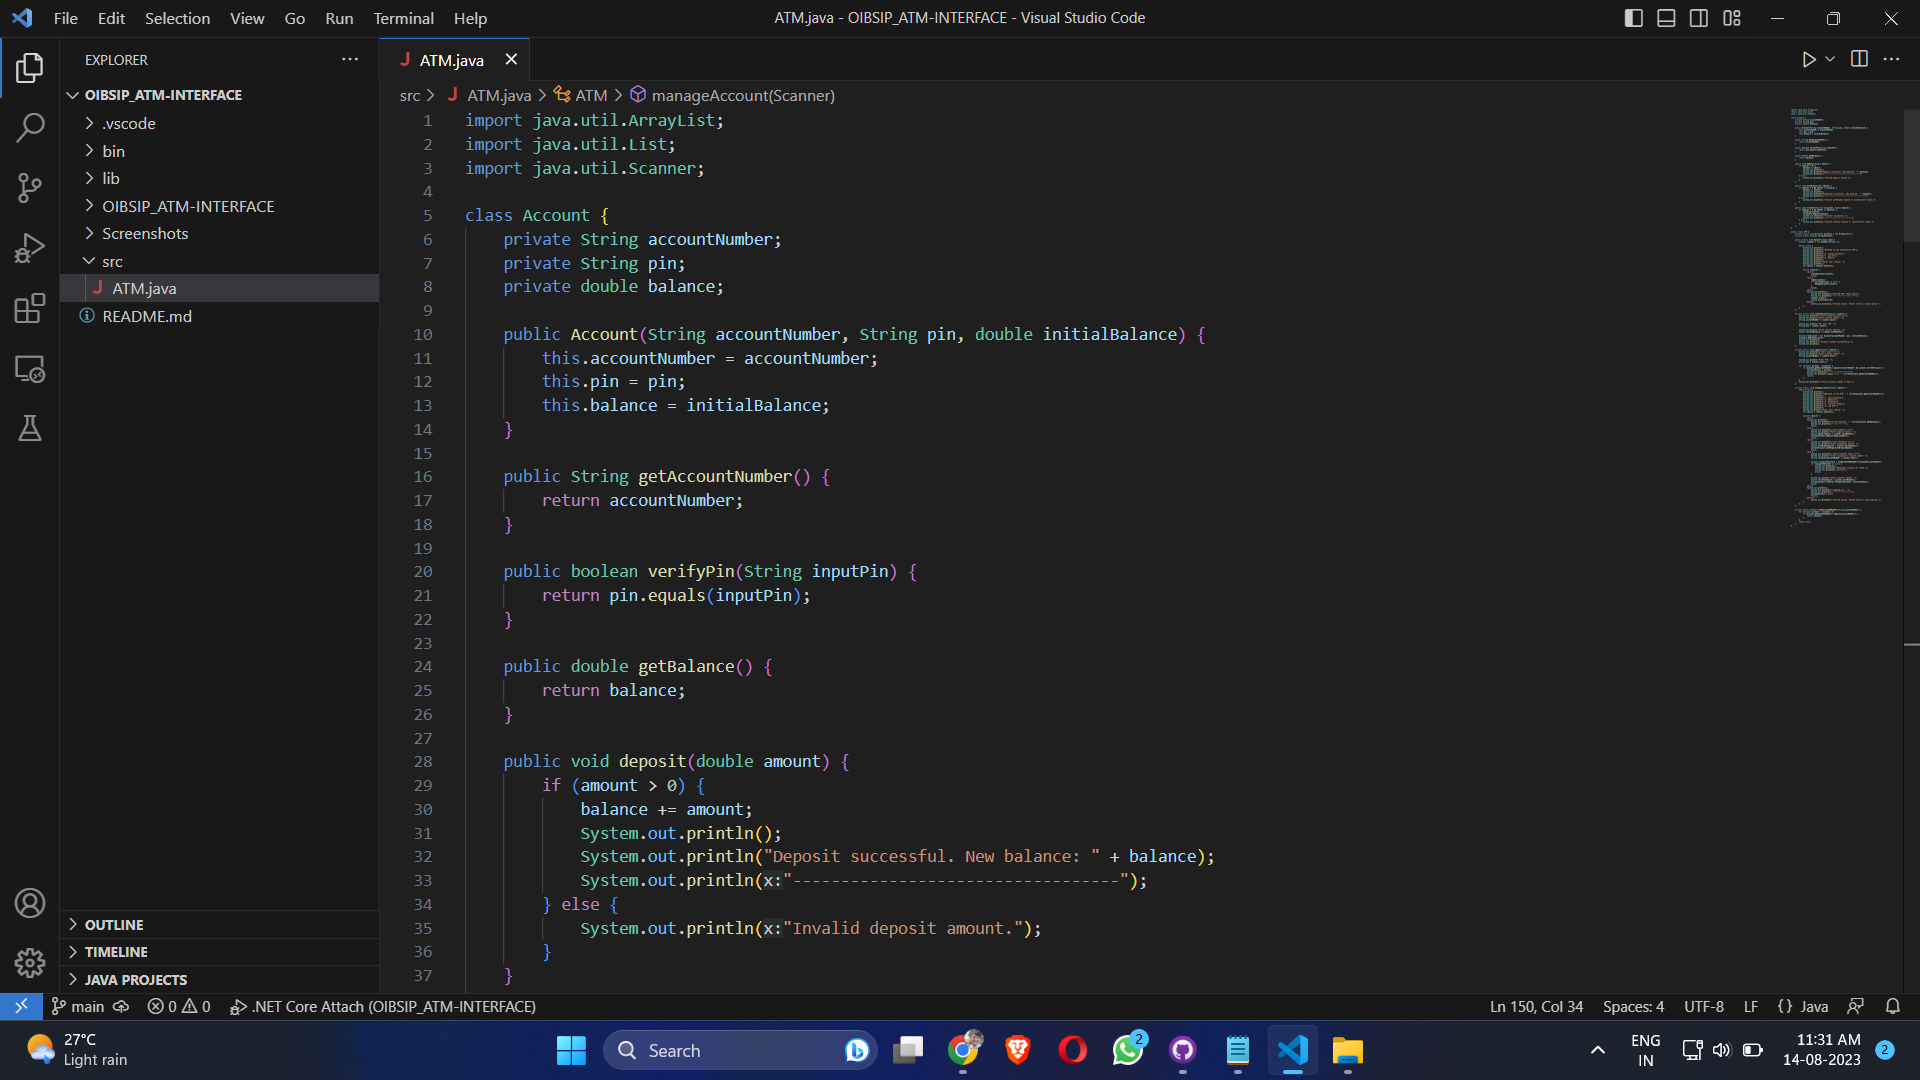 File Edit Selection View Go Run Terminal Help
ATM.java - OIBSIP_ATM-INTERFACE - Visual Studio Code
EXPLORER
OIBSIP_ATM-INTERFACE
.vscode
bin
lib
OIBSIP_ATM-INTERFACE
Screenshots
src
J ATM.java
README.md
OUTLINE
TIMELINE
JAVA PROJECTS
J ATM.java
src > J ATM.java > ATM > manageAccount(Scanner)
1 import java.util.ArrayList;
2 import java.util.List;
3 import java.util.Scanner;
4
5 class Account {
6 private String accountNumber;
7 private String pin;
8 private double balance;
9
10 public Account(String accountNumber, String pin, double initialBalance) {
11 this.accountNumber = accountNumber;
12 this.pin = pin;
13 this.balance = initialBalance;
14 }
15
16 public String getAccountNumber() {
17 return accountNumber;
18 }
19
20 public boolean verifyPin(String inputPin) {
21 return pin.equals(inputPin);
22 }
23
24 public double getBalance() {
25 return balance;
26 }
27
28 public void deposit(double amount) {
29 if (amount > 0) {
30 balance += amount;
31 System.out.println();
32 System.out.println("Deposit successful. New balance: " + balance);
33 System.out.println(x:"----------------------------------");
34 } else {
35 System.out.println(x:"Invalid deposit amount.");
36 }
37 }
main 0 0 .NET Core Attach (OIBSIP_ATM-INTERFACE)
Ln 150, Col 34 Spaces: 4 UTF-8 LF {} Java
27°C
Light rain
Search
2
ENG
IN
11:31 AM
14-08-2023
2